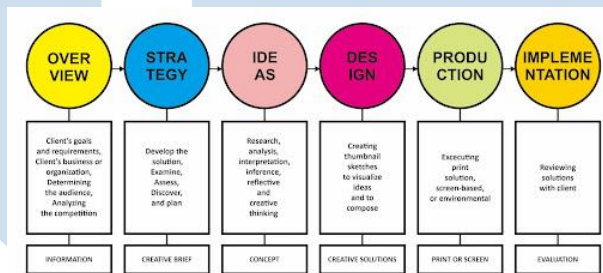 OVER
VIEW
STRA
TEGY
IDE
AS
DES
IGN
PRODU
CTION
IMPLEME
NTATION
Client's goals
and requirements,
Client's business or
organization,
Determining
the audience,
Analyzing
the competition
Develop the
solution,
Examine,
Assess,
Discover,
and plan
Research,
analysis,
interpretation,
inference,
reflective
and
creative
thinking
Creating
thumbnail
sketches
to visualize
ideas
and to
compose
Excecuting
print
solution,
screen-based,
or environmental
Reviewing
solutions
with client
INFORMATION
CREATIVE BRIEF
CONCEPT
CREATIVE SOLUTIONS
PRINT OR SCREEN
EVALUATION